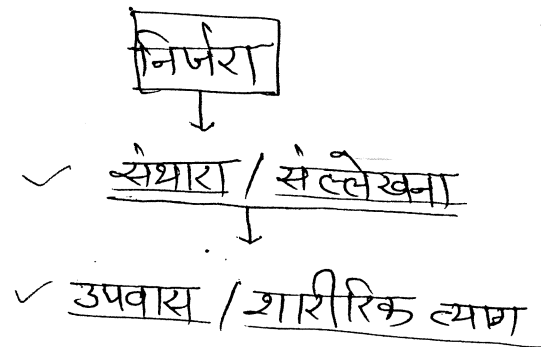 निर्जरा
संथारा / संल्लेखना
उपवास / शारीरिक त्याग